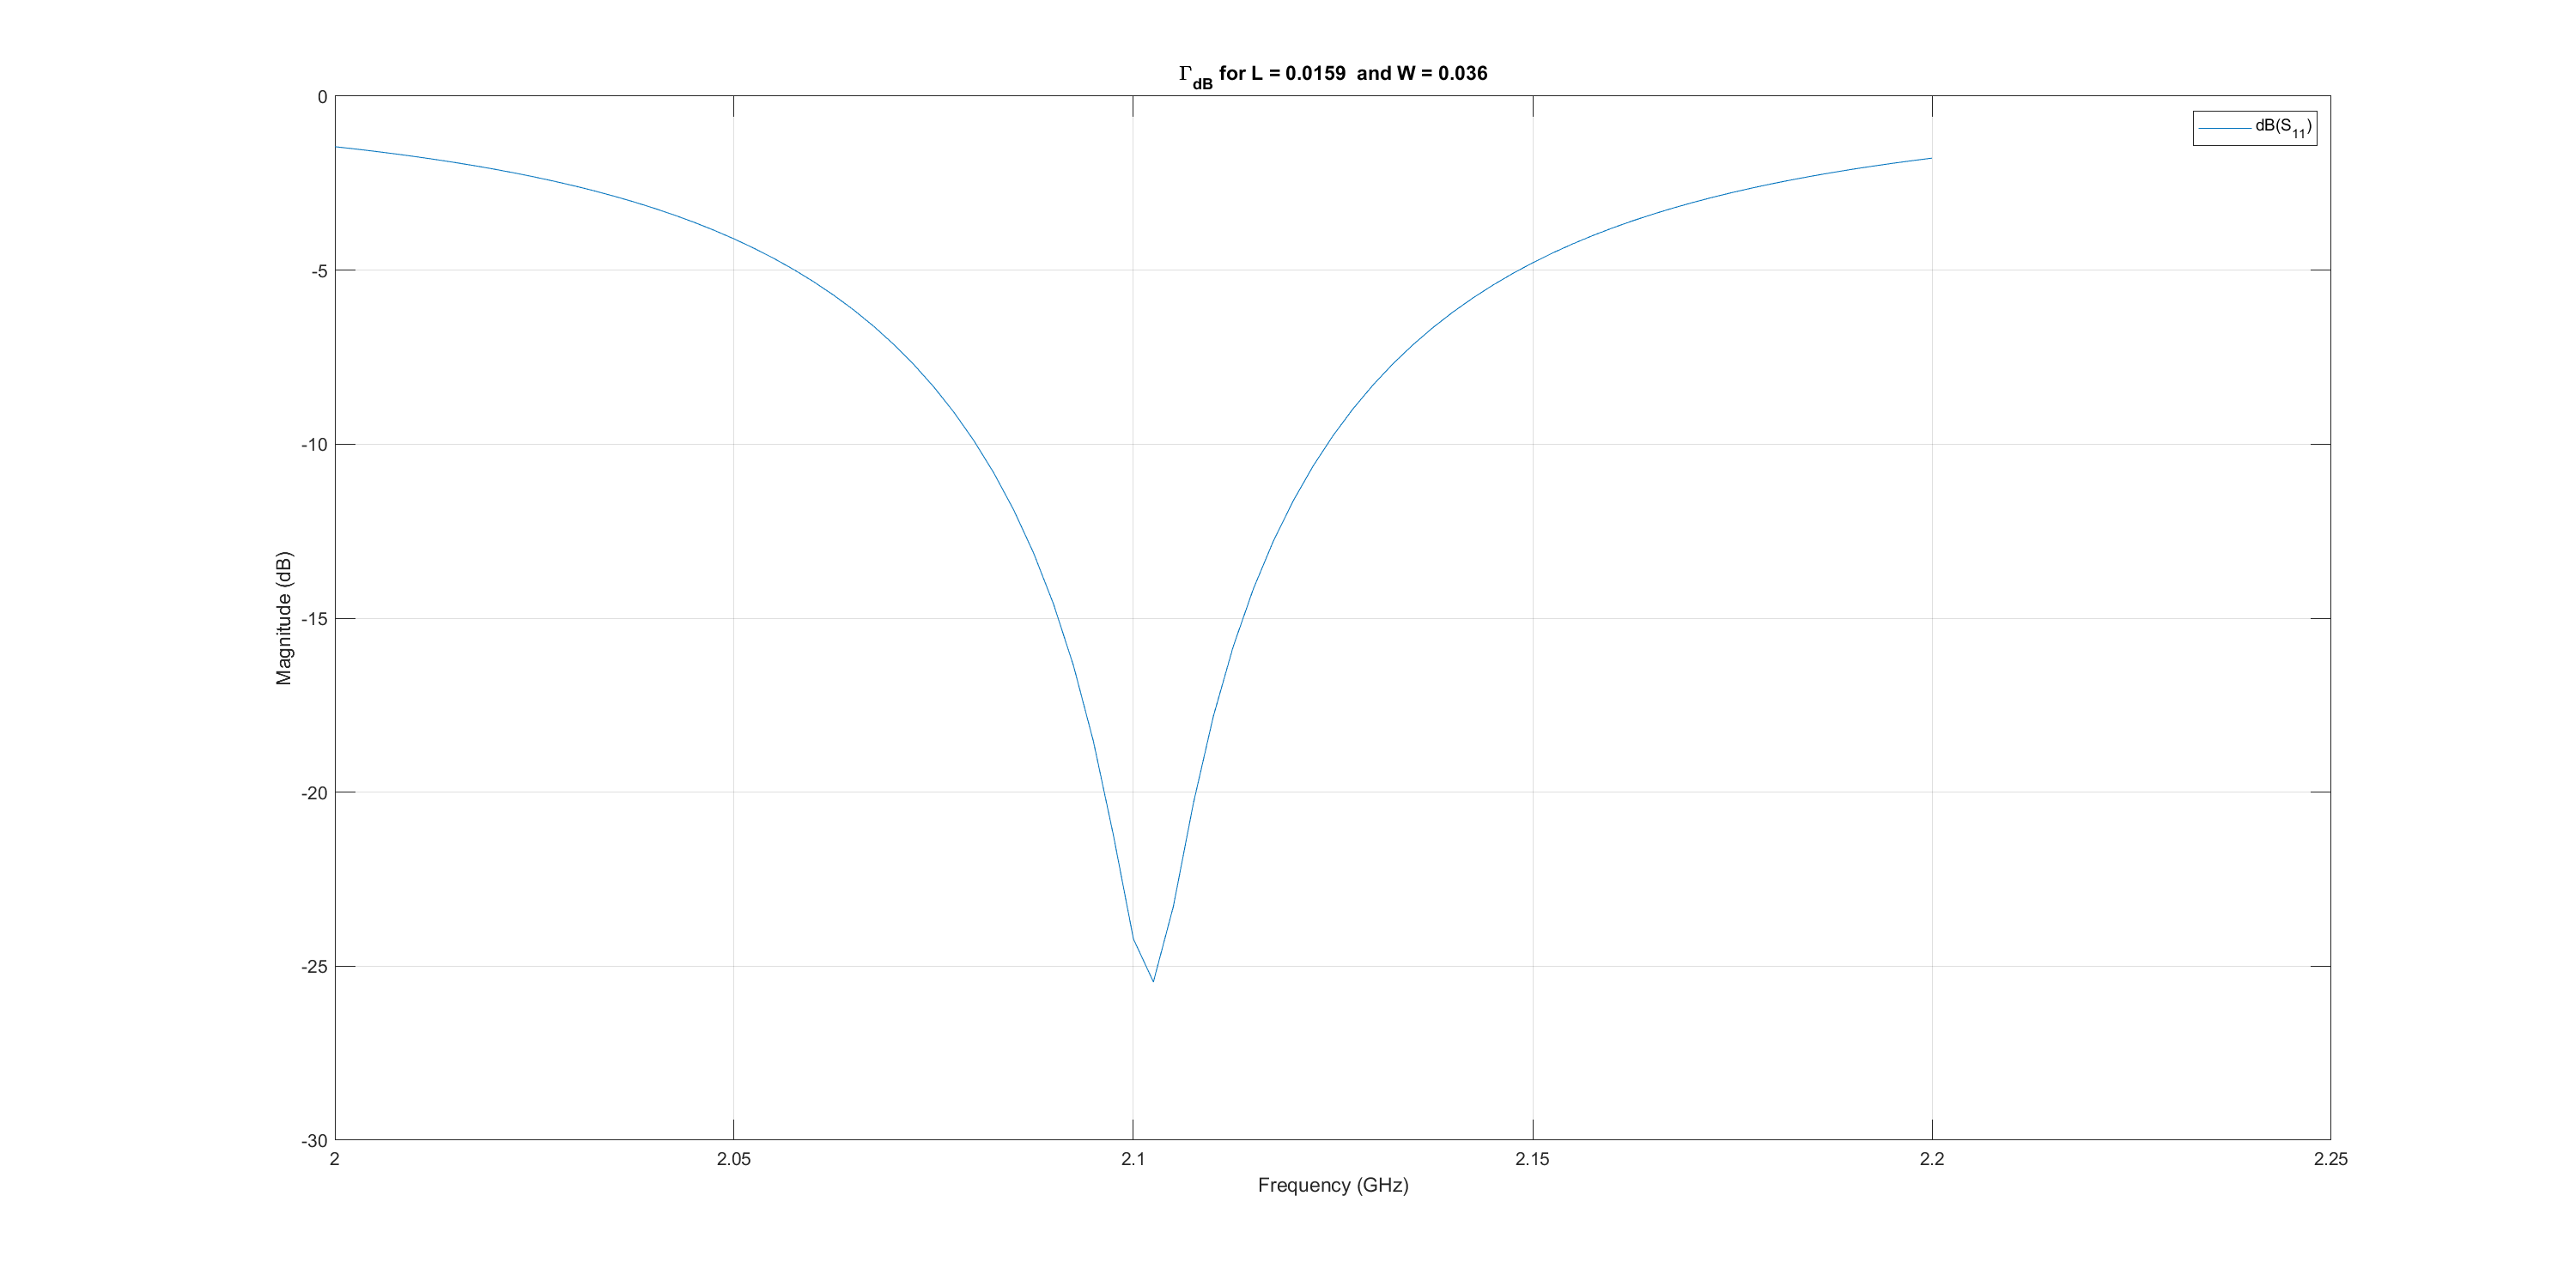 ΓdB for L = 0.0159 and W = 0.036
dB(S11)
0
-5
-10
-15
-20
-25
-30
Magnitude (dB)
2 2.05 2.1 2.15 2.2 2.25
Frequency (GHz)